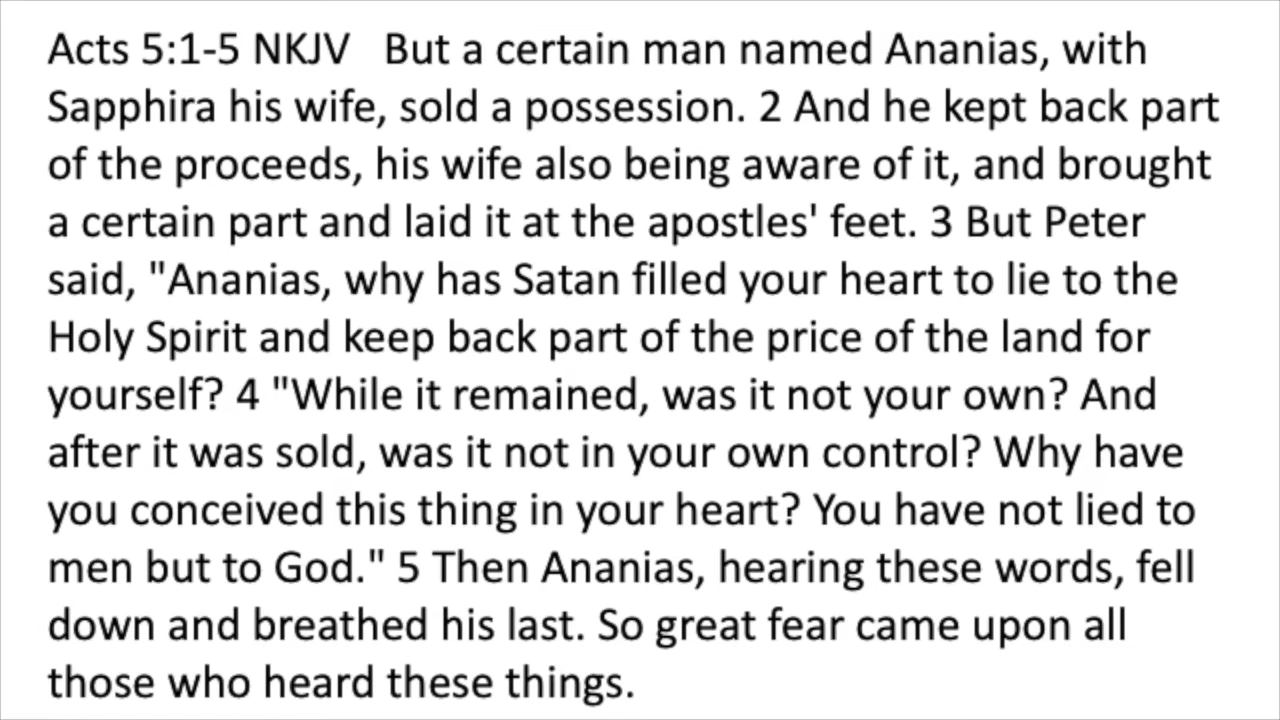 Acts 5:1-5 NKJV   But a certain man named Ananias, with
Sapphira his wife, sold a possession. 2 And he kept back part
of the proceeds, his wife also being aware of it, and brought
a certain part and laid it at the apostles' feet. 3 But Peter
said, "Ananias, why has Satan filled your heart to lie to the
Holy Spirit and keep back part of the price of the land for
yourself? 4 "While it remained, was it not your own? And
after it was sold, was it not in your own control? Why have
you conceived this thing in your heart? You have not lied to
men but to God." 5 Then Ananias, hearing these words, fell
down and breathed his last. So great fear came upon all
those who heard these things.